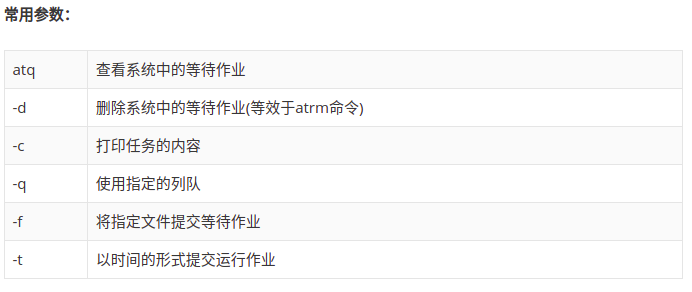 常用参数：
atq 查看系统中的等待作业
-d 删除系统中的等待作业(等效于atrm命令)
-c 打印任务的内容
-q 使用指定的列队
-f 将指定文件提交等待作业
-t 以时间的形式提交运行作业